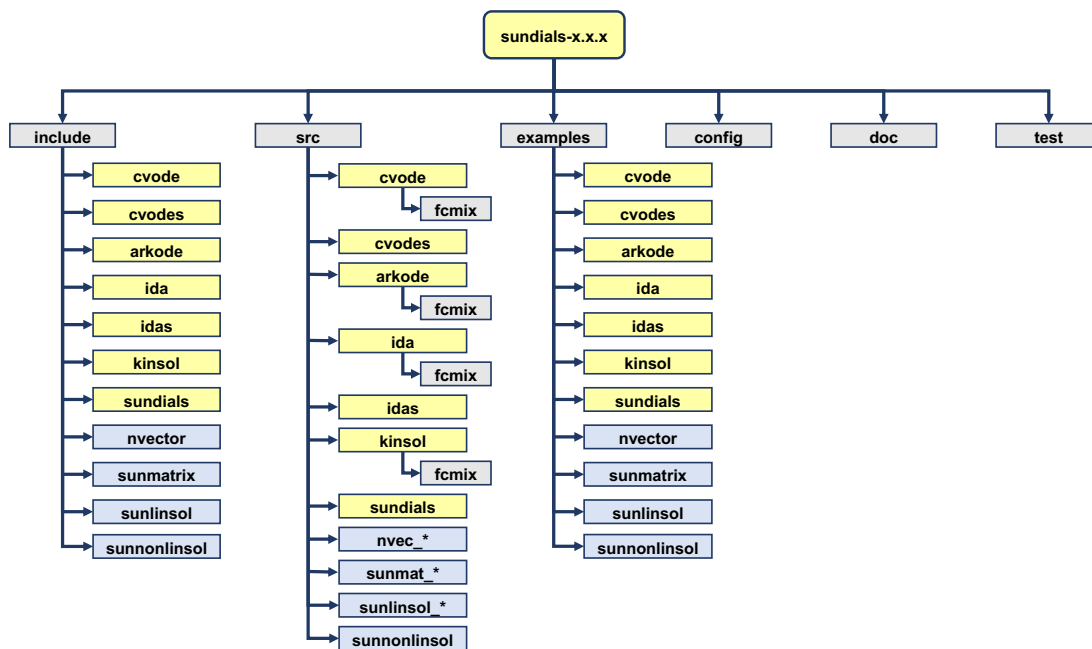 sundials-x.x.x
include
src
examples
config
doc
test
cvode
cvodes
arkode
ida
idas
kinsol
sundials
nvector
sunmatrix
sunlinsol
sunnonlinsol
cvode
fcmix
cvodes
arkode
fcmix
ida
fcmix
idas
kinsol
fcmix
sundials
nvec_*
sunmat_*
sunlinsol_*
sunnonlinsol
cvode
cvodes
arkode
ida
idas
kinsol
sundials
nvector
sunmatrix
sunlinsol
sunnonlinsol